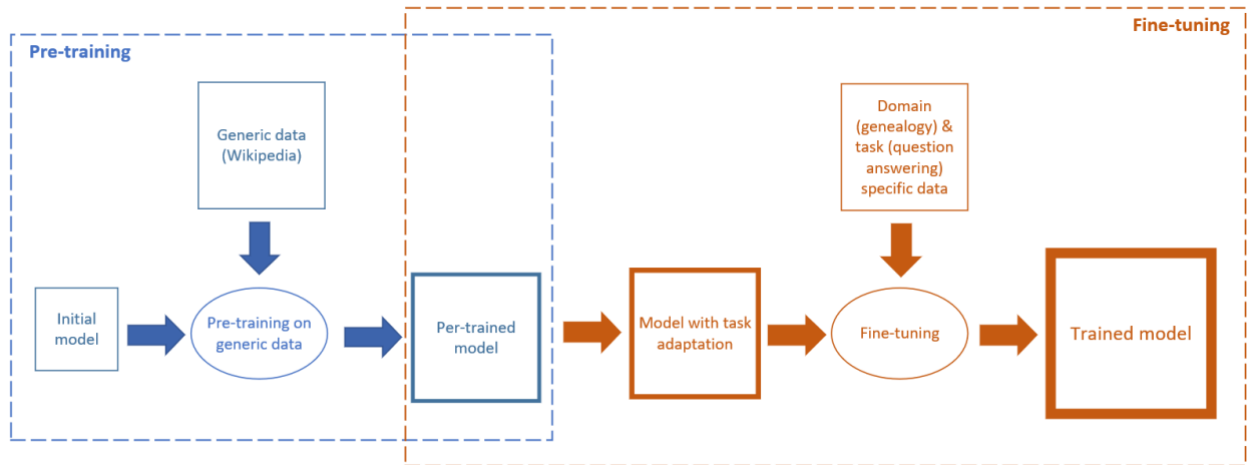 Fine-tuning
Pre-training
Generic data
(Wikipedia)
Domain
(genealogy) &
task (question
answering)
specific data
Initial
model
Pre-training on
generic data
Per-trained
model
Model with task
adaptation
Fine-tuning
Trained model